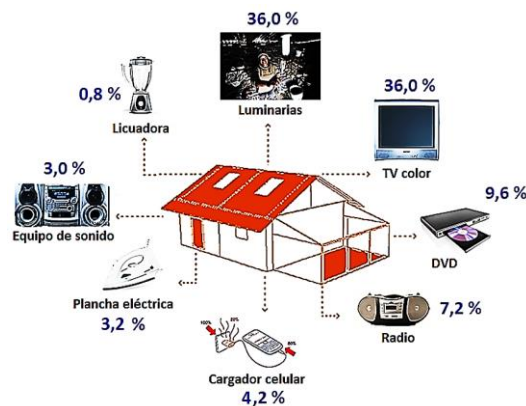 36,0 %
Luminarias
0,8 %
Licuadora
36,0 %
TV color
3,0 %
Equipo de sonido
9,6 %
DVD
Plancha eléctrica
3,2 %
7,2 %
Radio
Cargador celular
4,2 %